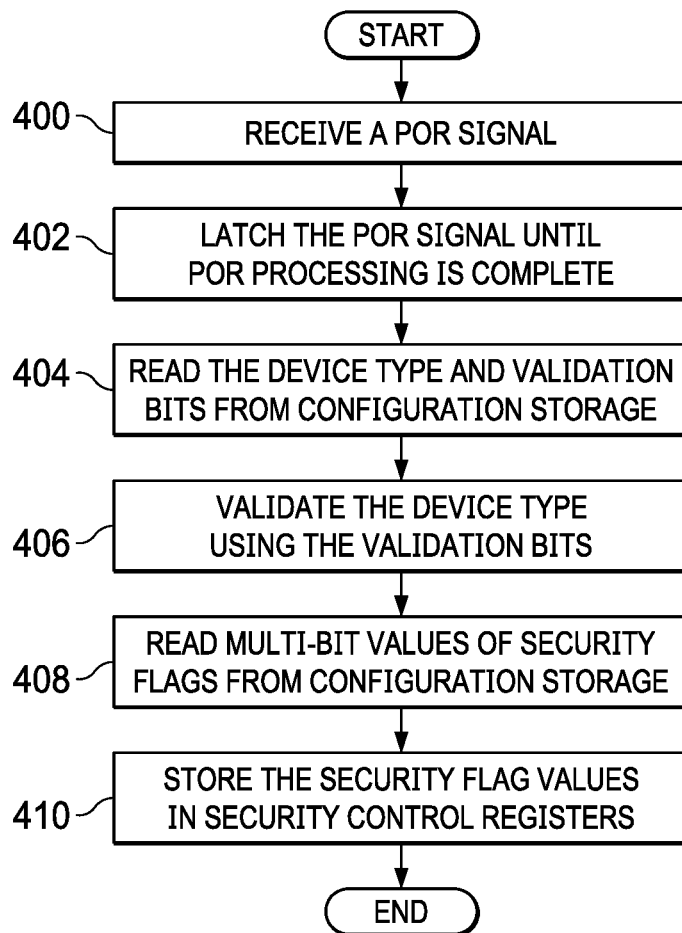 START
400
RECEIVE A POR SIGNAL
402
LATCH THE POR SIGNAL UNTIL
POR PROCESSING IS COMPLETE
404
READ THE DEVICE TYPE AND VALIDATION
BITS FROM CONFIGURATION STORAGE
406
VALIDATE THE DEVICE TYPE
USING THE VALIDATION BITS
408
READ MULTI-BIT VALUES OF SECURITY
FLAGS FROM CONFIGURATION STORAGE
410
STORE THE SECURITY FLAG VALUES
IN SECURITY CONTROL REGISTERS
END